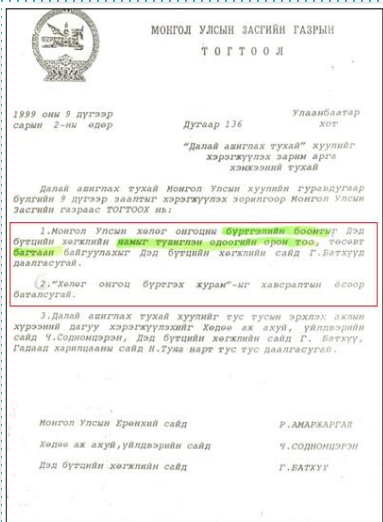 МОНГОЛ УЛСЫН ЗАСГИЙН ГАЗРЫН
ТОГТООЛ
1999 оны 9 дүгээр
сарын 2-ны өдөр
Дугаар 136
Улаанбаатар
хот
"Далай ашиглах тухай" хуулийг
хэрэгжүүлэх зарим арга
хэмжээний тухай
Далай ашиглах тухай Монгол Улсын хуулийн гуравдугаар
бүлгийн 9 дүгээр заалтыг хэрэгжүүлэх зорилгоор Монгол Улсын
Засгийн газраас ТОГТООХ нь:
1.Монгол Улсын хөлөг онгоцны бүртгэлийн боомтыг Дэд
бүтцийн хөгжлийн яамыг түшиглэн одоогийн орон тоо, төсөвт
багтаан байгуулахыг Дэд бүтцийн хөгжлийн сайд Г.Батхүүд
даалгасугай.
2."Хөлөг онгоц бүртгэх журам"-ыг хавсралтын ёсоор
баталсугай.
3.Далай ашиглах тухай хуулийг тус тусын эрхлэх ажлын
хүрээний дагуу хэрэгжүүлэхийг Хөдөө аж ахуй, үйлдвэрийн
сайд Ч.Содномцэрэн, Дэд бүтцийн хөгжлийн сайд Г. Батхүү,
Гадаад харилцааны сайд Н.Туяа нарт тус тус даалгасугай.
Монгол Улсын Ерөнхий сайд Р.АМАРЖАРГАЛ
Хөдөө аж ахуй,үйлдвэрийн сайд Ч.СОДНОМЦЭРЭН
Дэд бүтцийн хөгжлийн сайд Г.БАТХҮҮ